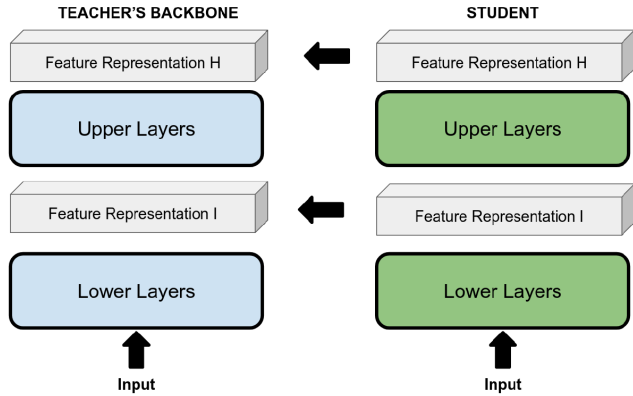 TEACHER'S BACKBONE
STUDENT
Feature Representation H
Feature Representation H
Upper Layers
Upper Layers
Feature Representation I
Feature Representation I
Lower Layers
Lower Layers
Input
Input